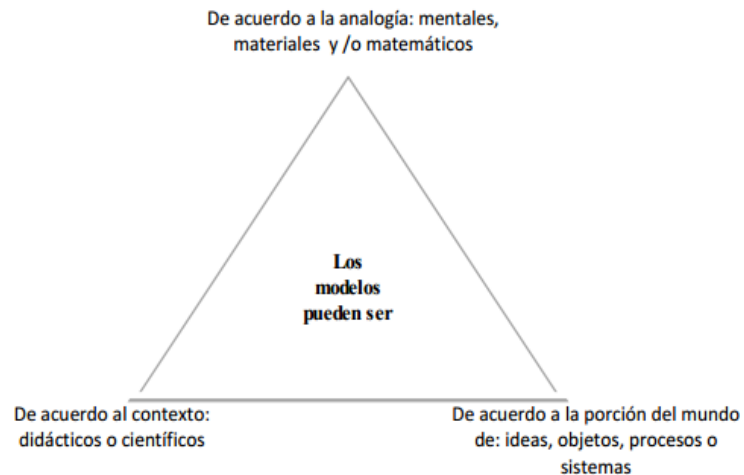 De acuerdo a la analogía: mentales,
materiales y /o matemáticos
Los
modelos
pueden ser
De acuerdo al contexto:
didácticos o científicos
De acuerdo a la porción del mundo
de: ideas, objetos, procesos o
sistemas